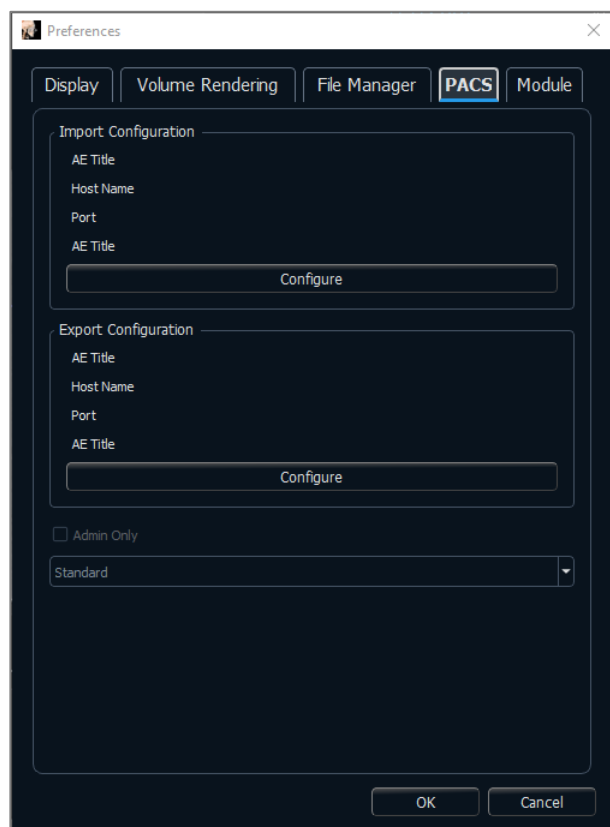 Preferences
Display Volume Rendering File Manager PACS Module
Import Configuration
AE Title
Host Name
Port
AE Title
Configure
Export Configuration
AE Title
Host Name
Port
AE Title
Configure
Admin Only
Standard
OK Cancel